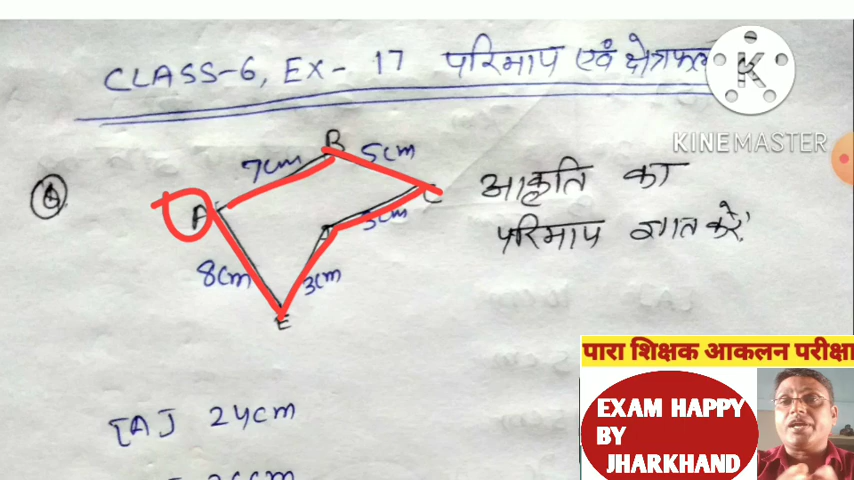 CLASS-6, EX- 17 परिमाप एवं क्षेत्रफल
KINEMASTER
7cm
B
5cm
A
C
3cm
8cm
3cm
E
आकृति का
परिमाप ज्ञात करें
[A] 24cm
पारा शिक्षक आकलन परीक्षा
EXAM HAPPY
BY
JHARKHAND